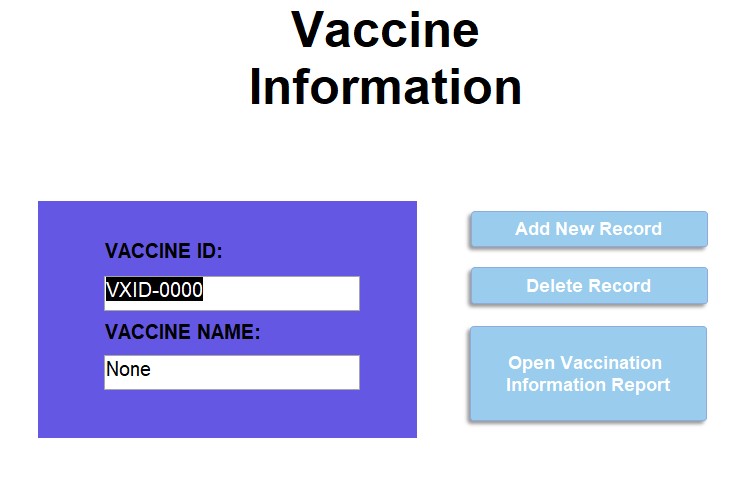 Vaccine
Information
VACCINE ID:
VXID-0000
VACCINE NAME:
None
Add New Record
Delete Record
Open Vaccination
Information Report